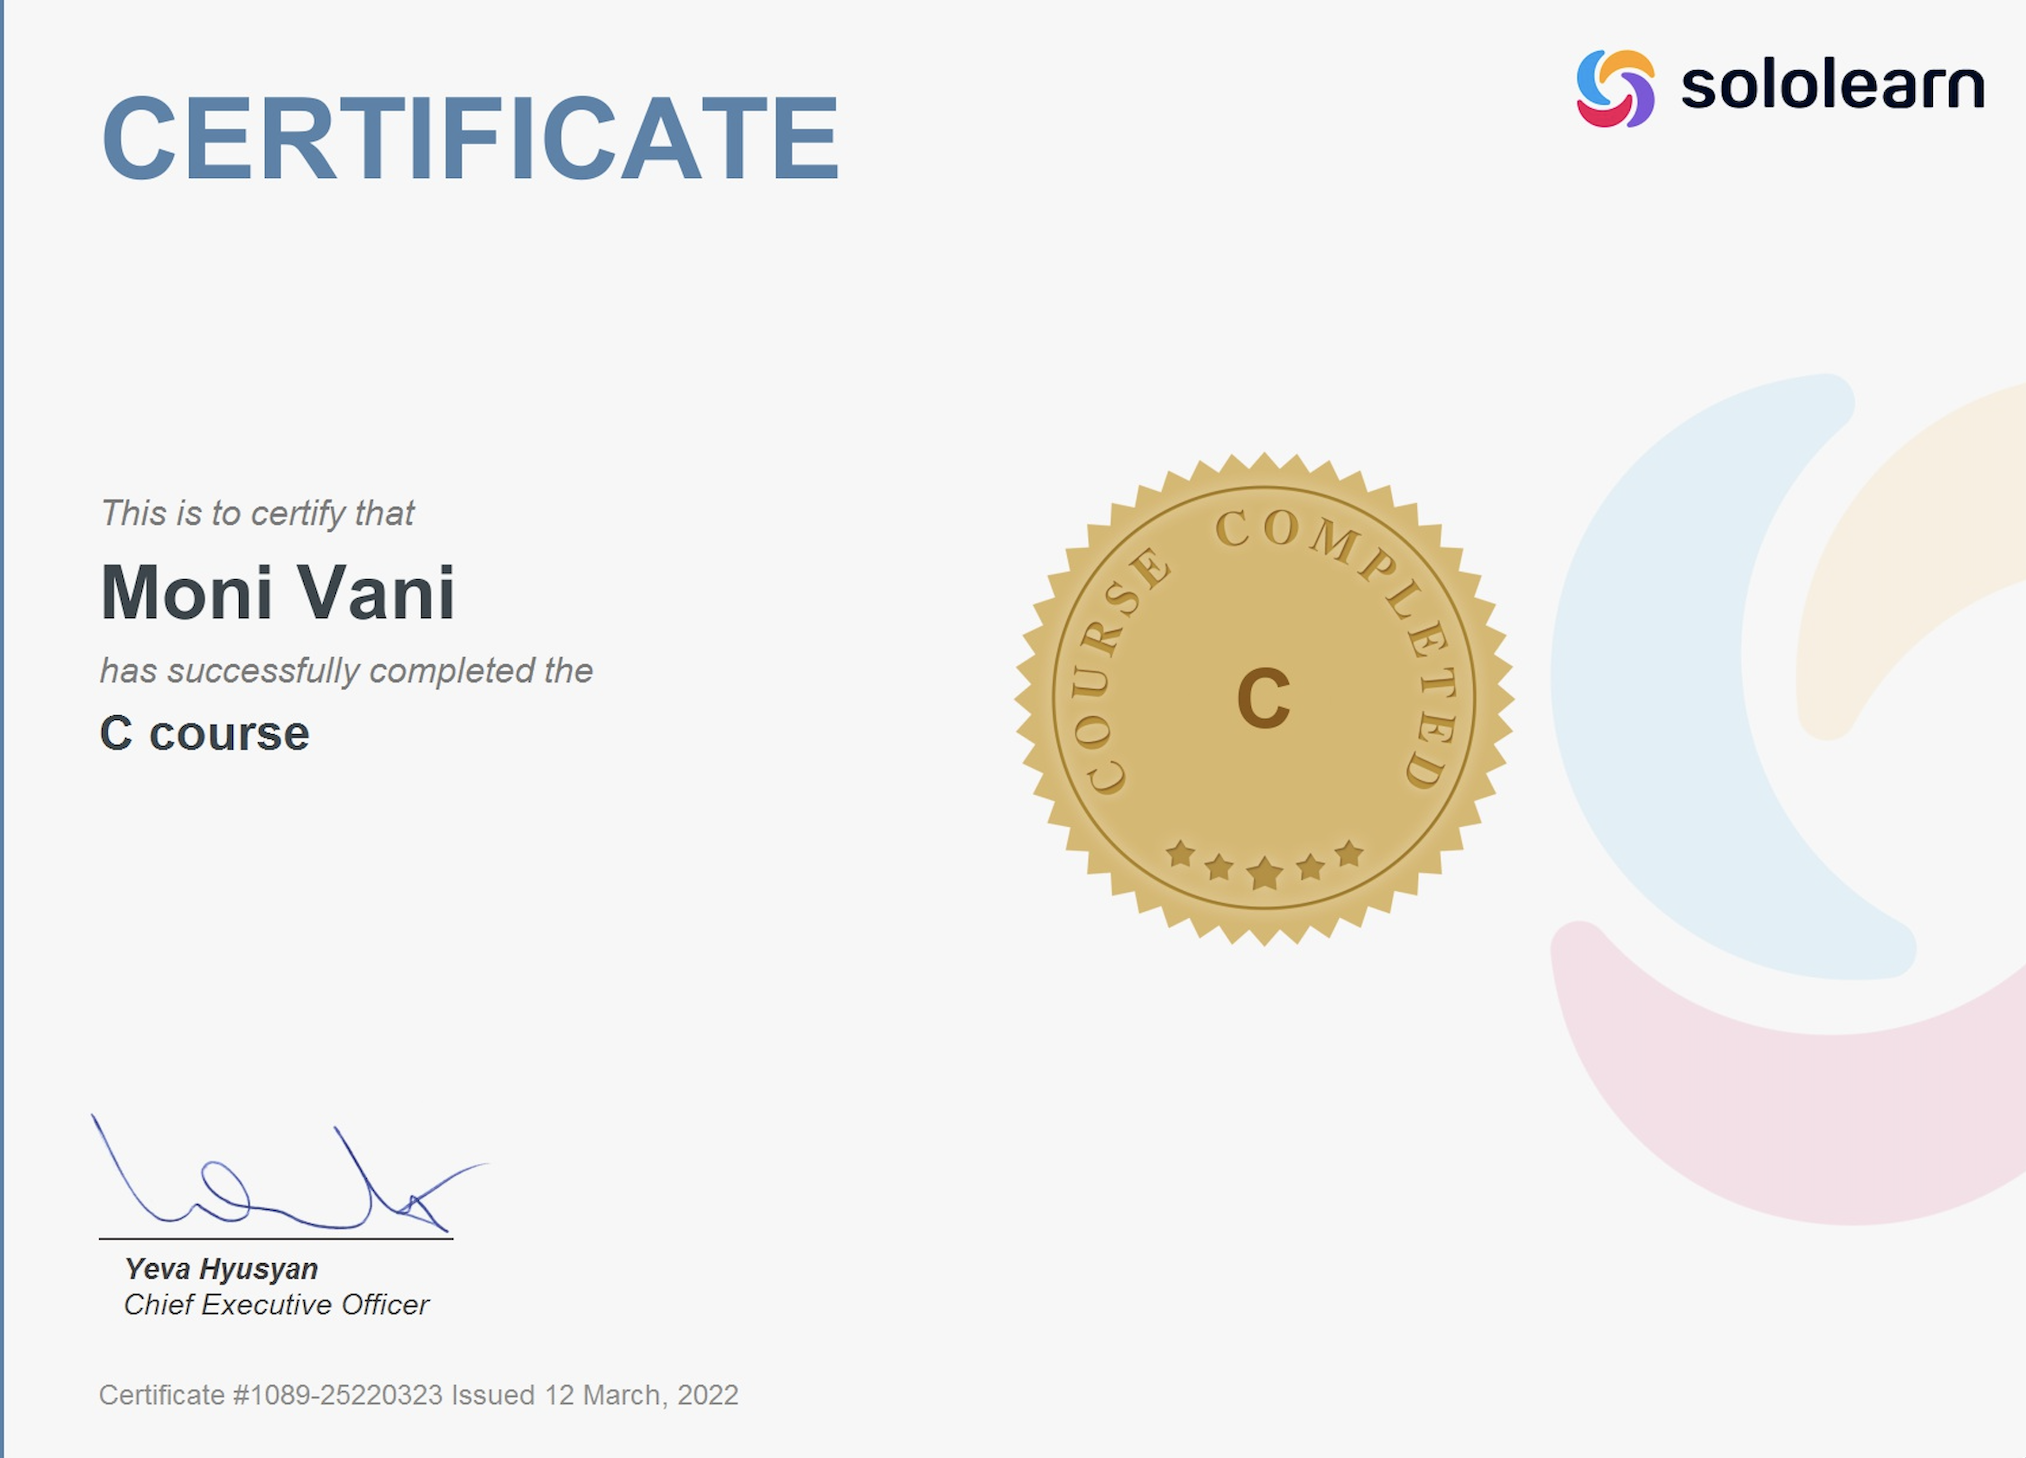 CERTIFICATE
sololearn
This is to certify that
Moni Vani
has successfully completed the
C course
COURSE COMPLETED
C
Yeva Hyusyan
Chief Executive Officer
Certificate #1089-25220323 Issued 12 March, 2022